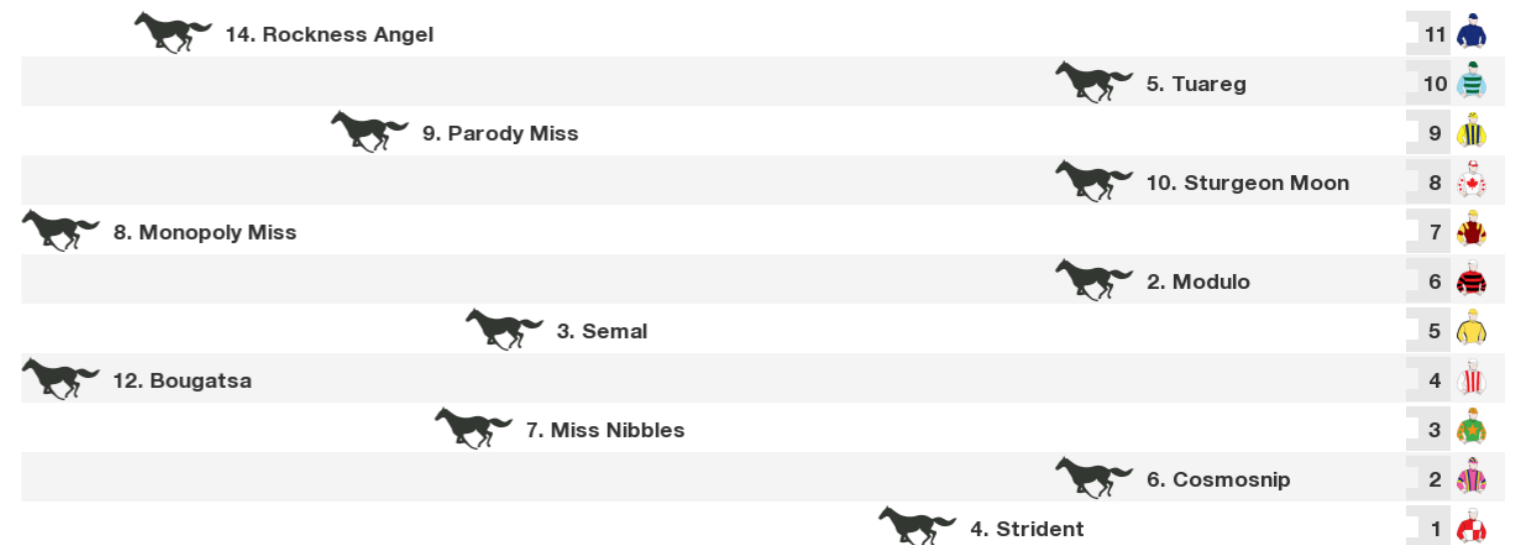 14. Rockness Angel 11
5. Tuareg 10
9. Parody Miss 9
10. Sturgeon Moon 8
8. Monopoly Miss 7
2. Modulo 6
3. Semal 5
12. Bougatsa 4
7. Miss Nibbles 3
6. Cosmosnip 2
4. Strident 1